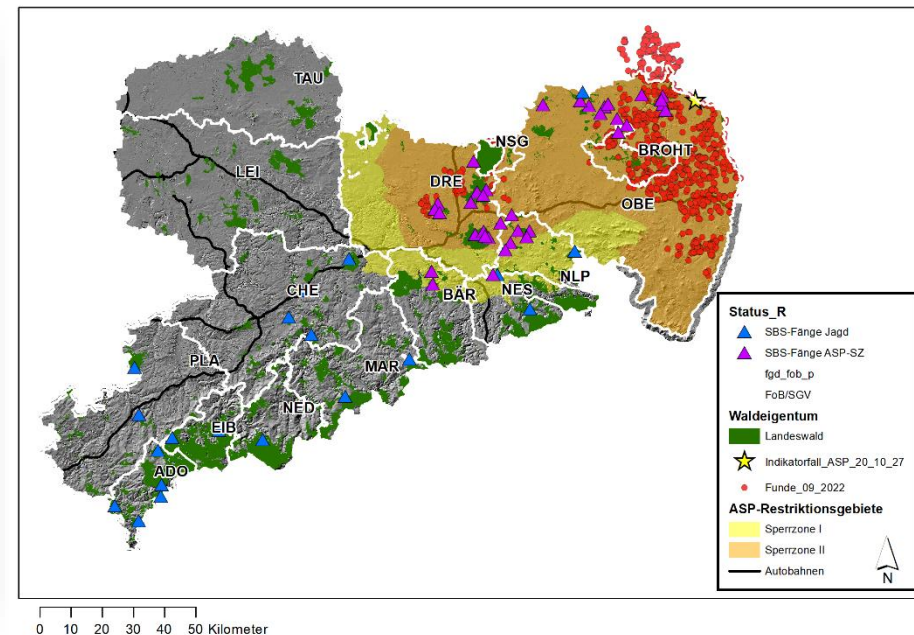 TAU
NSG
LEI
DRE
BROHT
OBE
NLP
CHE
BÄR
NES
PLA
MAR
NED
EIB
ADO
Status_R
SBS-Fänge Jagd
SBS-Fänge ASP-SZ
fgd_fob_p
FoB/SGV
Waldeigentum
Landeswald
Indikatorfall_ASP_20_10_27
Funde_09_2022
ASP-Restriktionsgebiete
Sperrzone I
Sperrzone II
Autobahnen
N
0 10 20 30 40 50 Kilometer